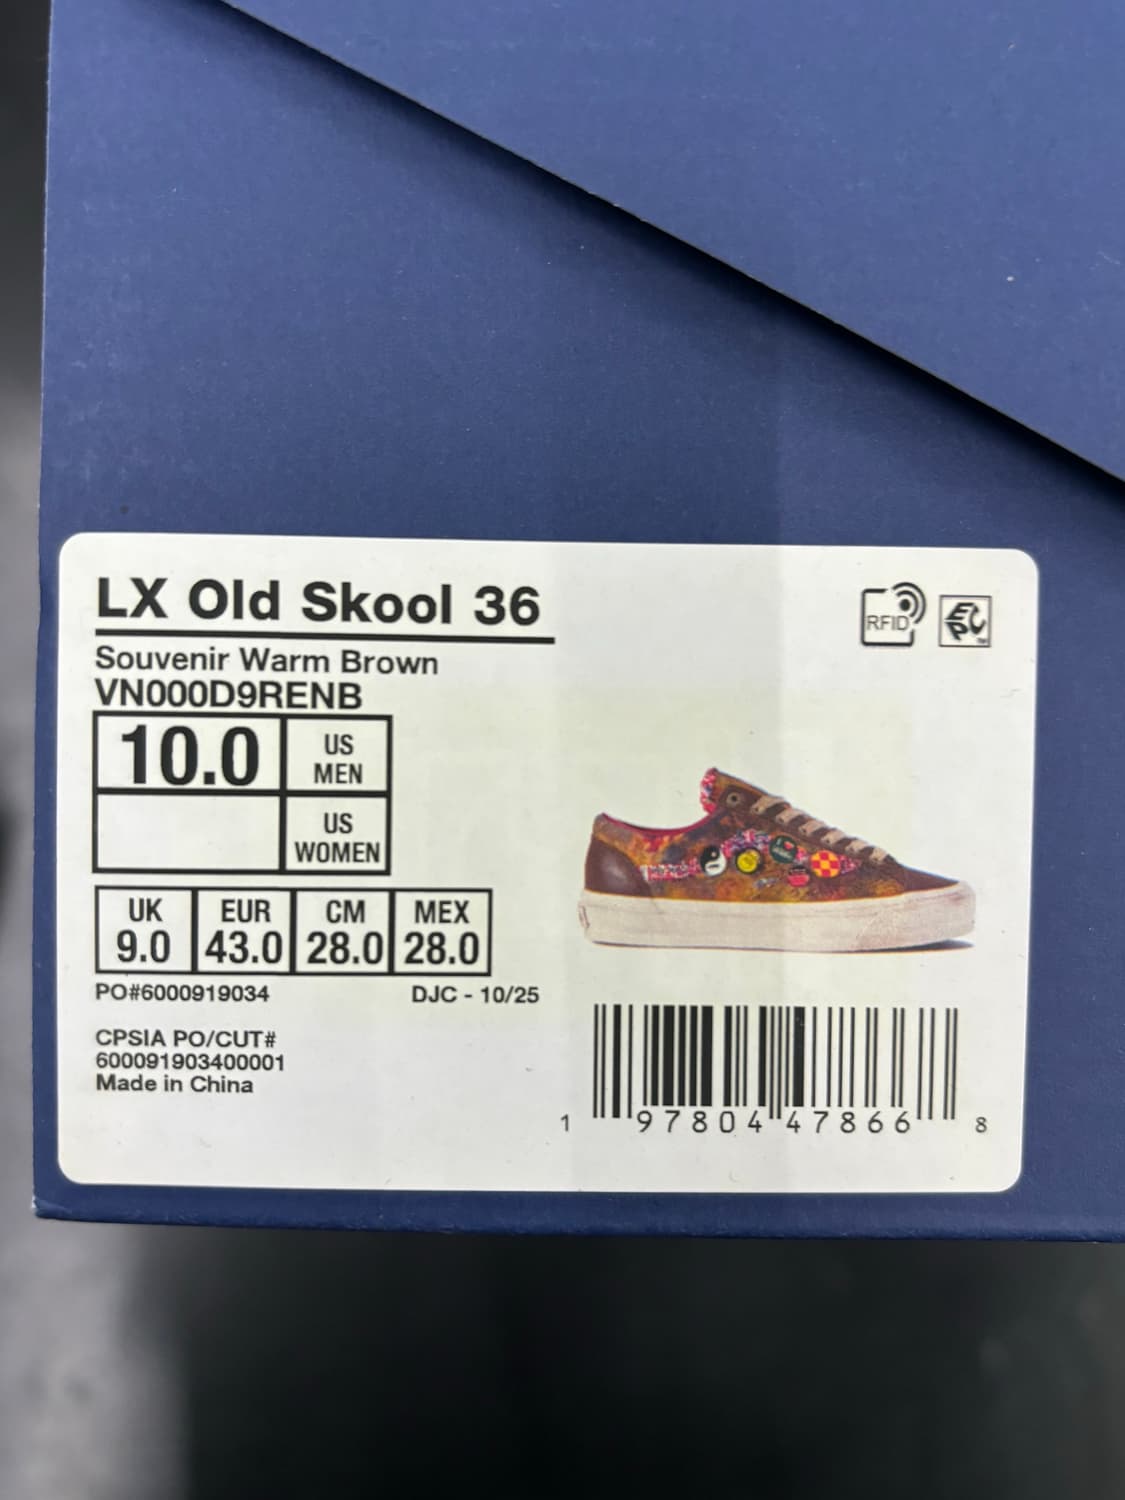 LX Old Skool 36
Souvenir Warm Brown
VN000D9RENB
10.0 US MEN
US WOMEN
UK EUR CM MEX
9.0 43.0 28.0 28.0
PO#6000919034 DJC - 10/25
CPSIA PO/CUT#
600091903400001
Made in China
RFID
EPC
1 97804 47866 8